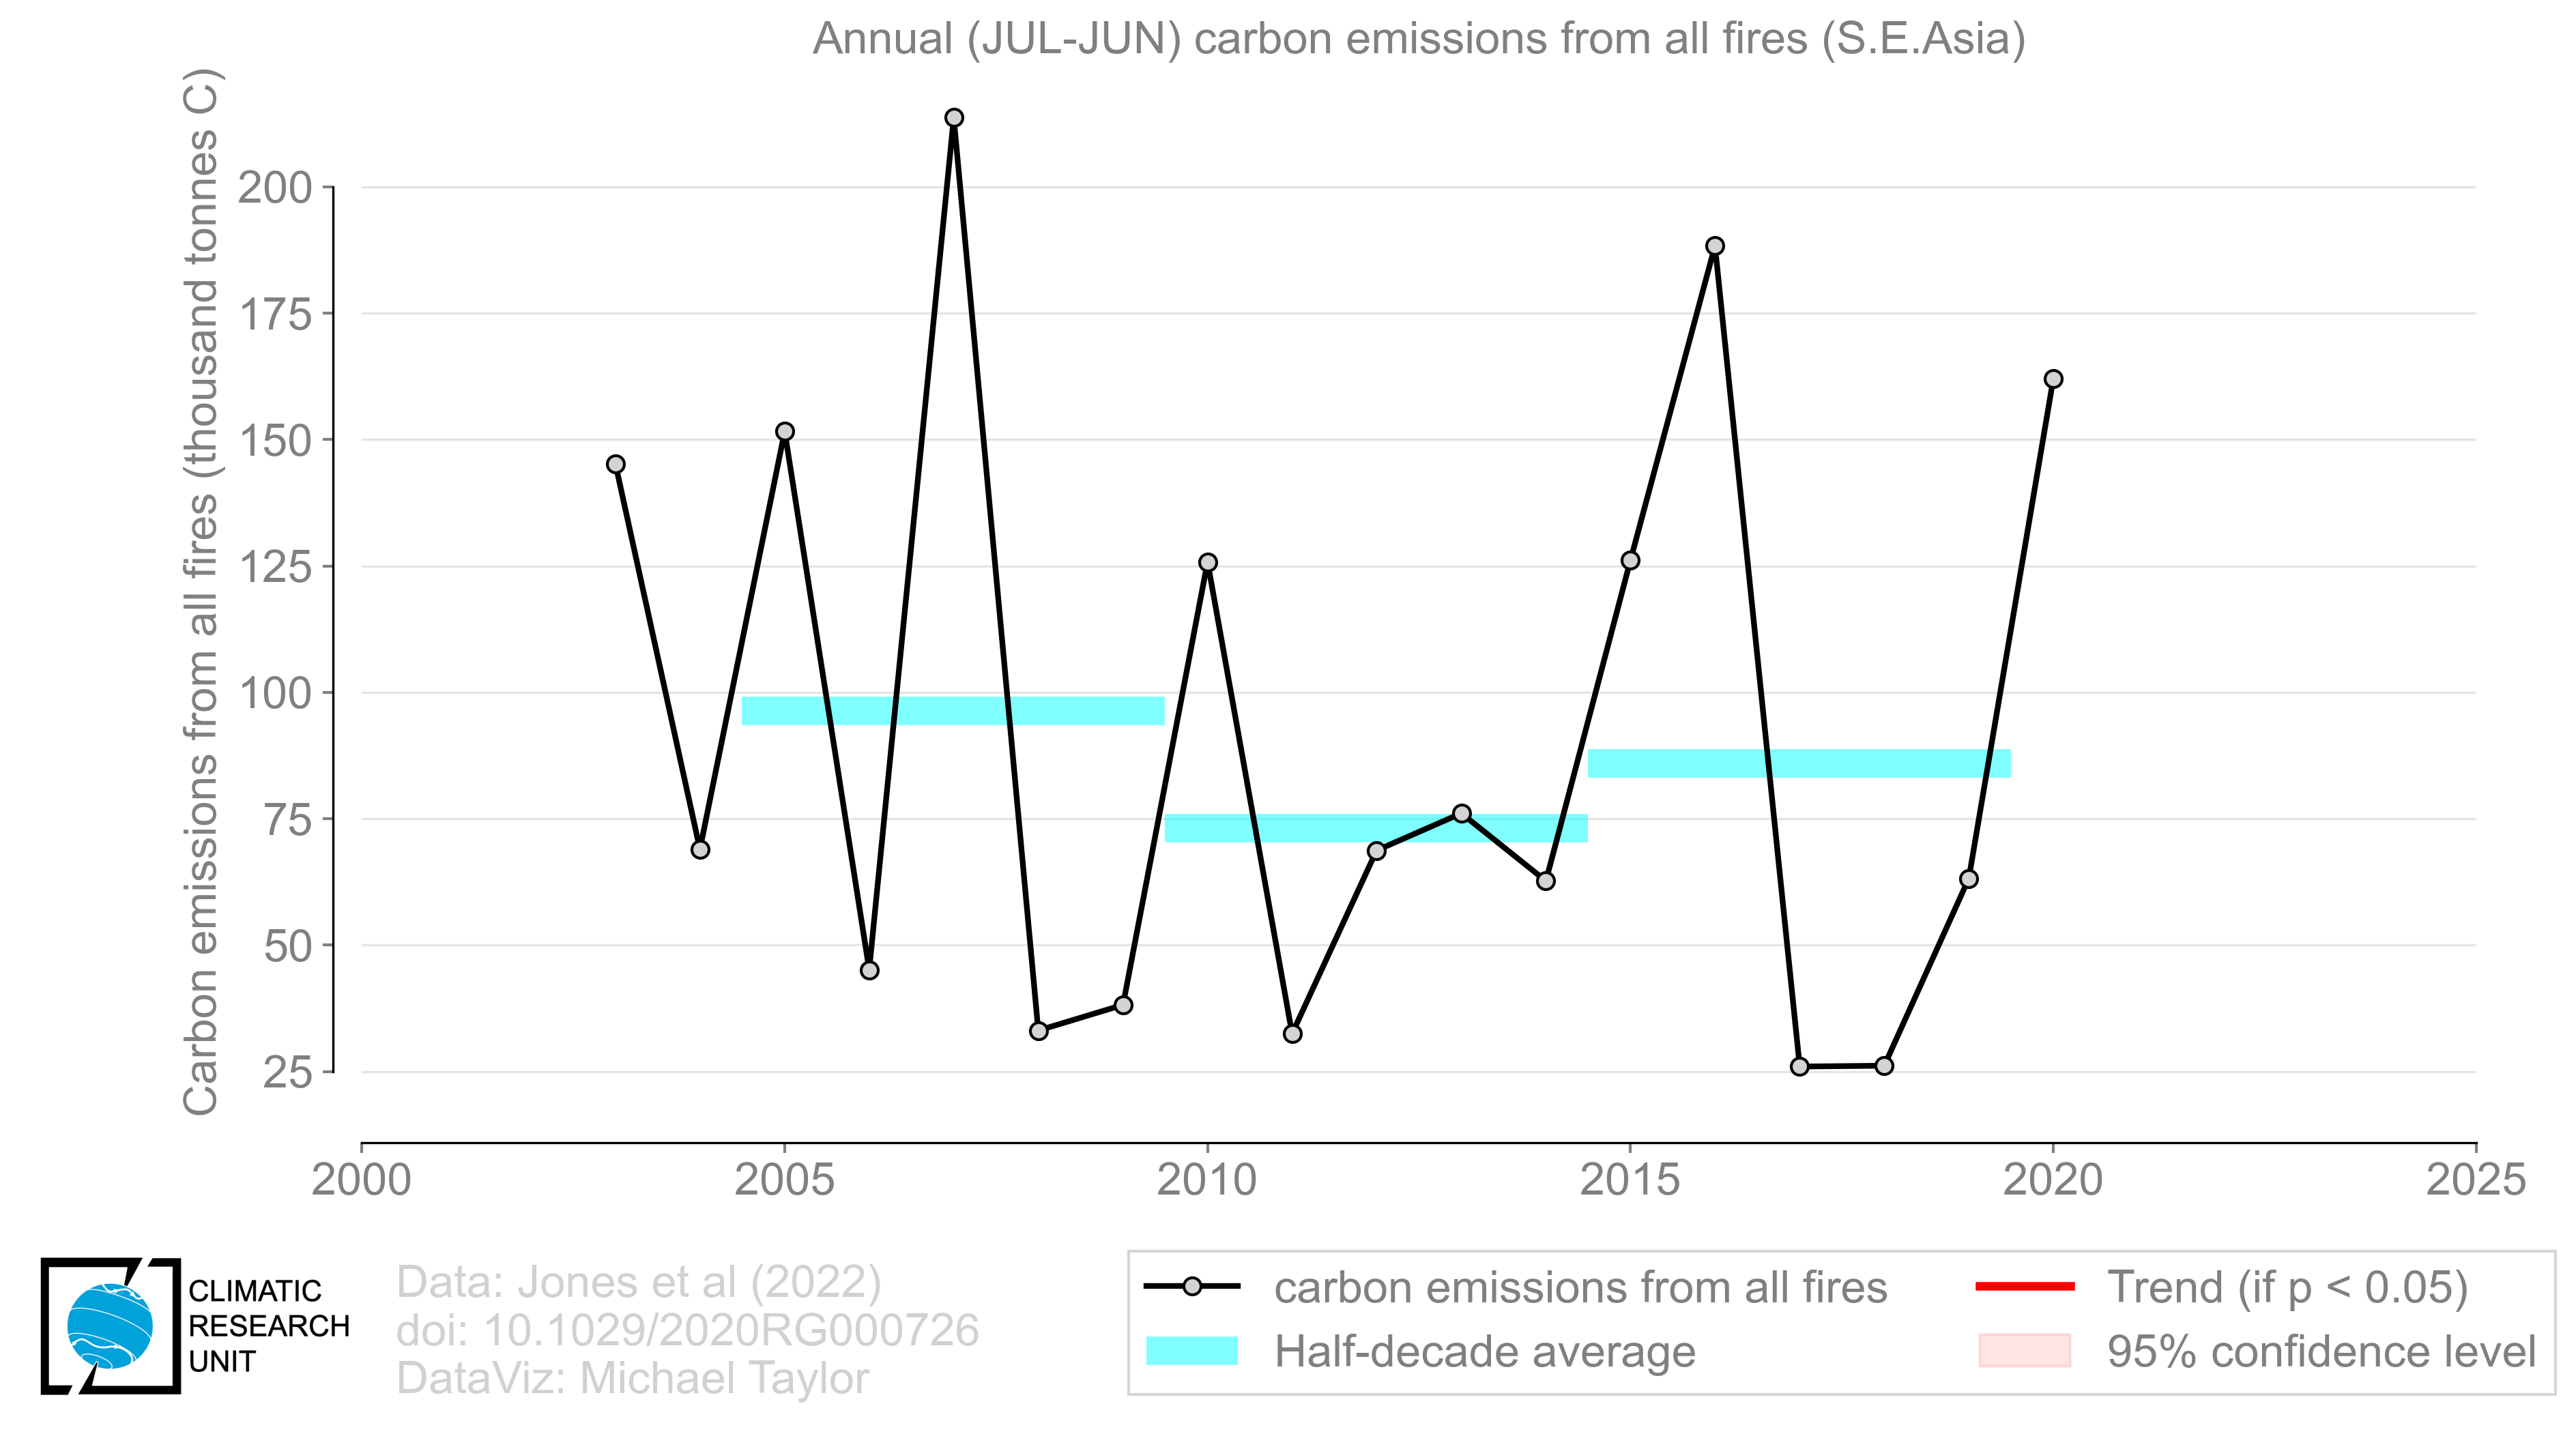 Annual (JUL-JUN) carbon emissions from all fires (S.E.Asia)
Carbon emissions from all fires (thousand tonnes C)
200
175
150
125
100
75
50
25
2000 2005 2010 2015 2020 2025
CLIMATIC
RESEARCH
UNIT
Data: Jones et al (2022)
doi: 10.1029/2020RG000726
DataViz: Michael Taylor
carbon emissions from all fires
Half-decade average
Trend (if p < 0.05)
95% confidence level